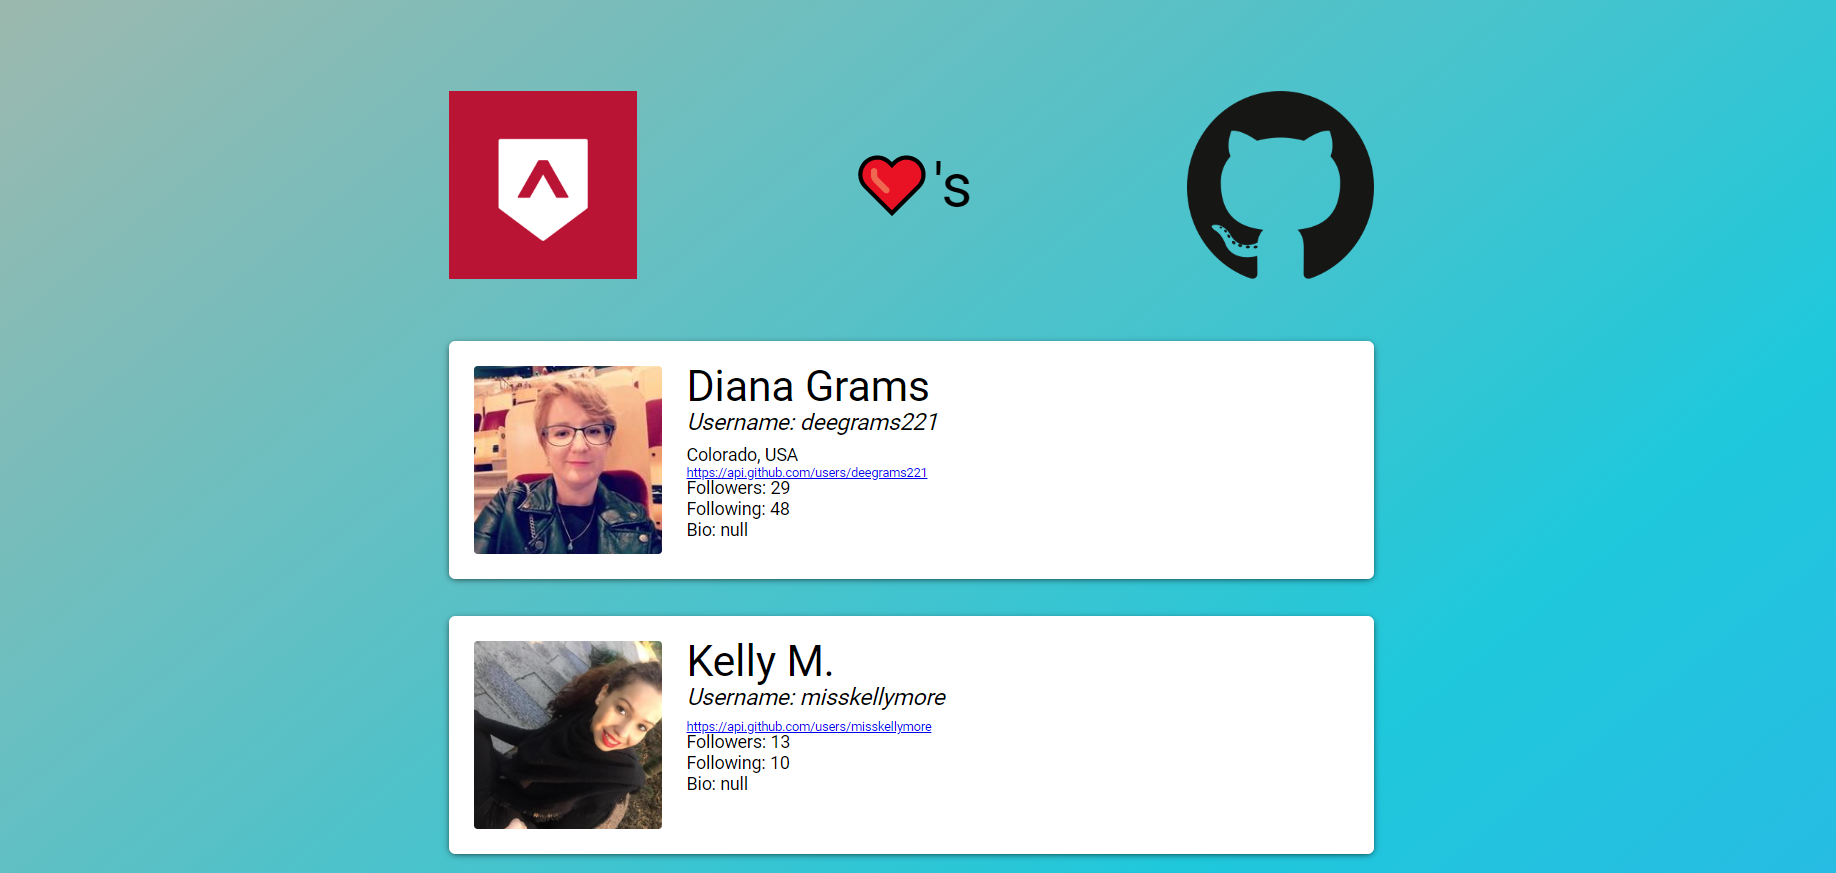 's
Diana Grams
Username: deegrams221
Colorado, USA
https://api.github.com/users/deegrams221
Followers: 29
Following: 48
Bio: null
Kelly M.
Username: misskellymore
https://api.github.com/users/misskellymore
Followers: 13
Following: 10
Bio: null